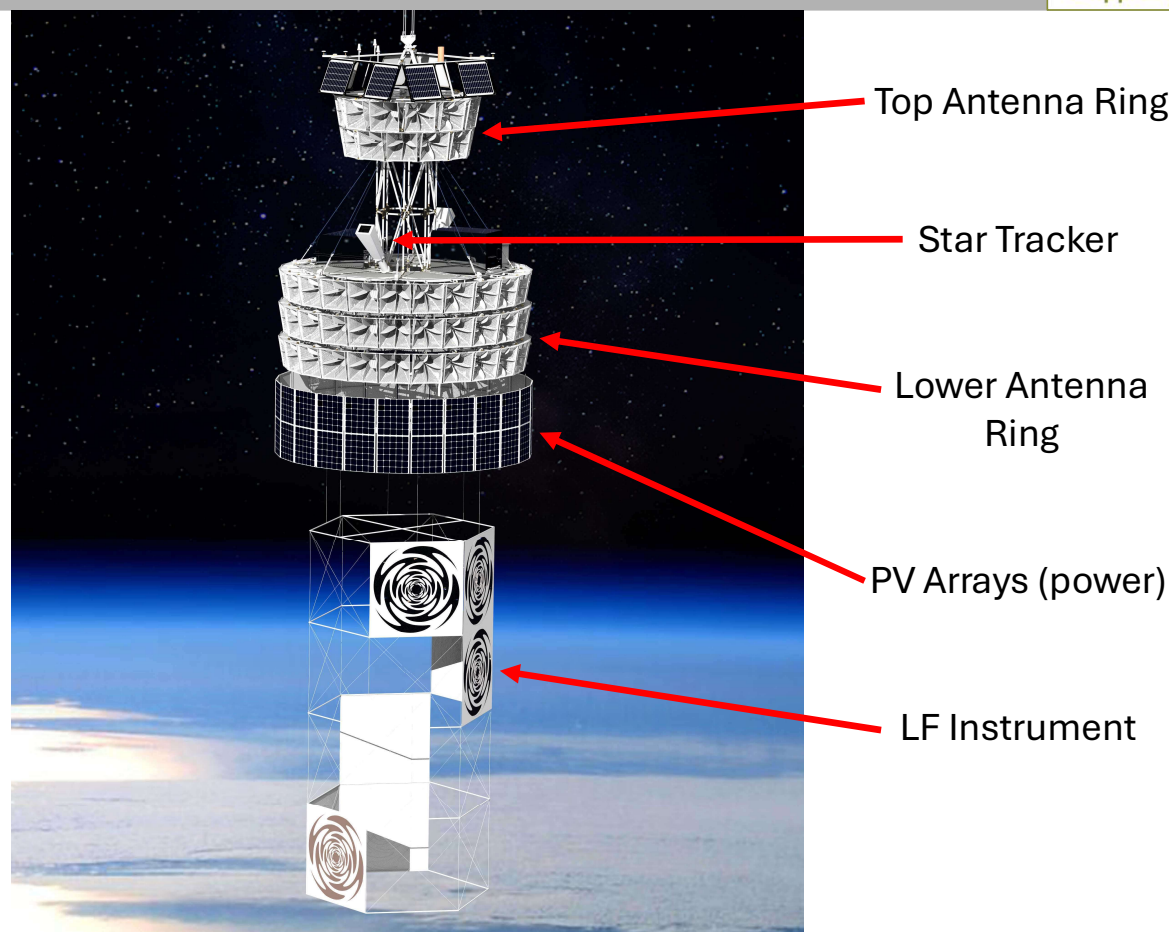 Top Antenna Ring
Star Tracker
Lower Antenna
Ring
PV Arrays (power)
LF Instrument